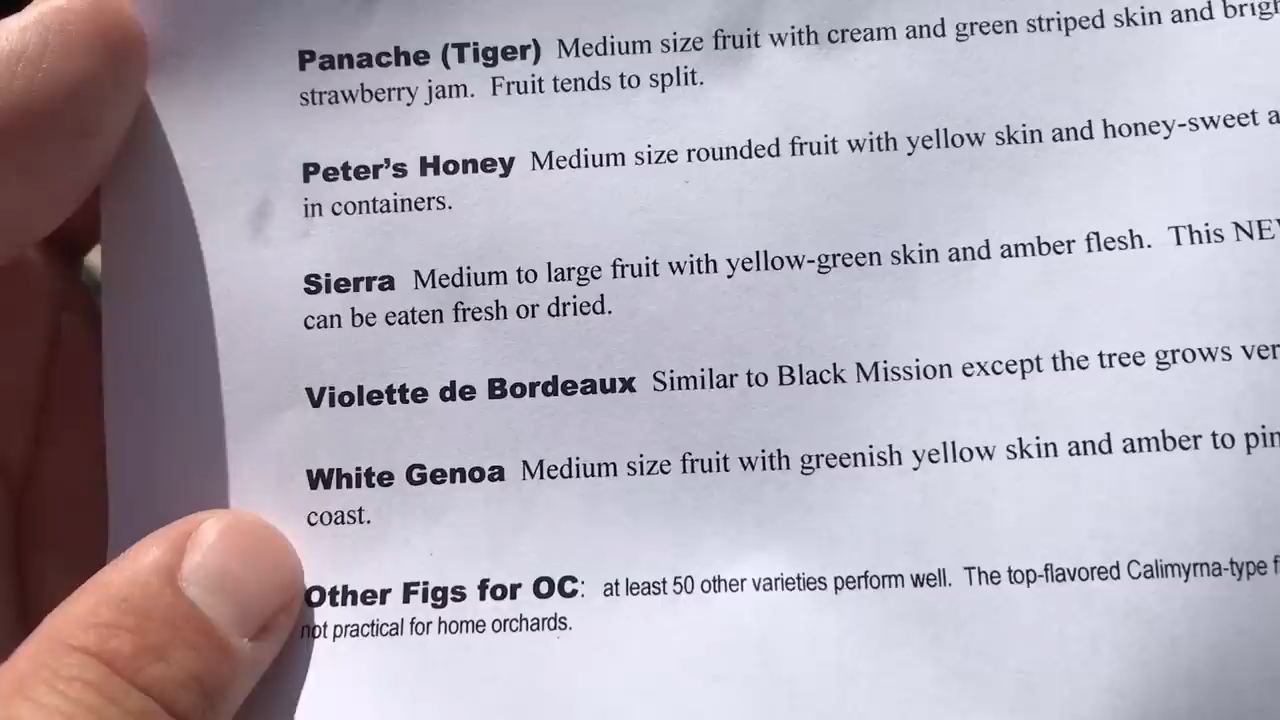 Panache (Tiger) Medium size fruit with cream and green striped skin and
strawberry jam. Fruit tends to split.
Peter's Honey Medium size rounded fruit with yellow skin and honey-sweet
in containers.
Sierra Medium to large fruit with yellow-green skin and amber flesh. This
can be eaten fresh or dried.
Violette de Bordeaux Similar to Black Mission except the tree grows
White Genoa Medium size fruit with greenish yellow skin and amber to
coast.
Other Figs for OC: at least 50 other varieties perform well. The top-flavored Calimyrna-type
not practical for home orchards.